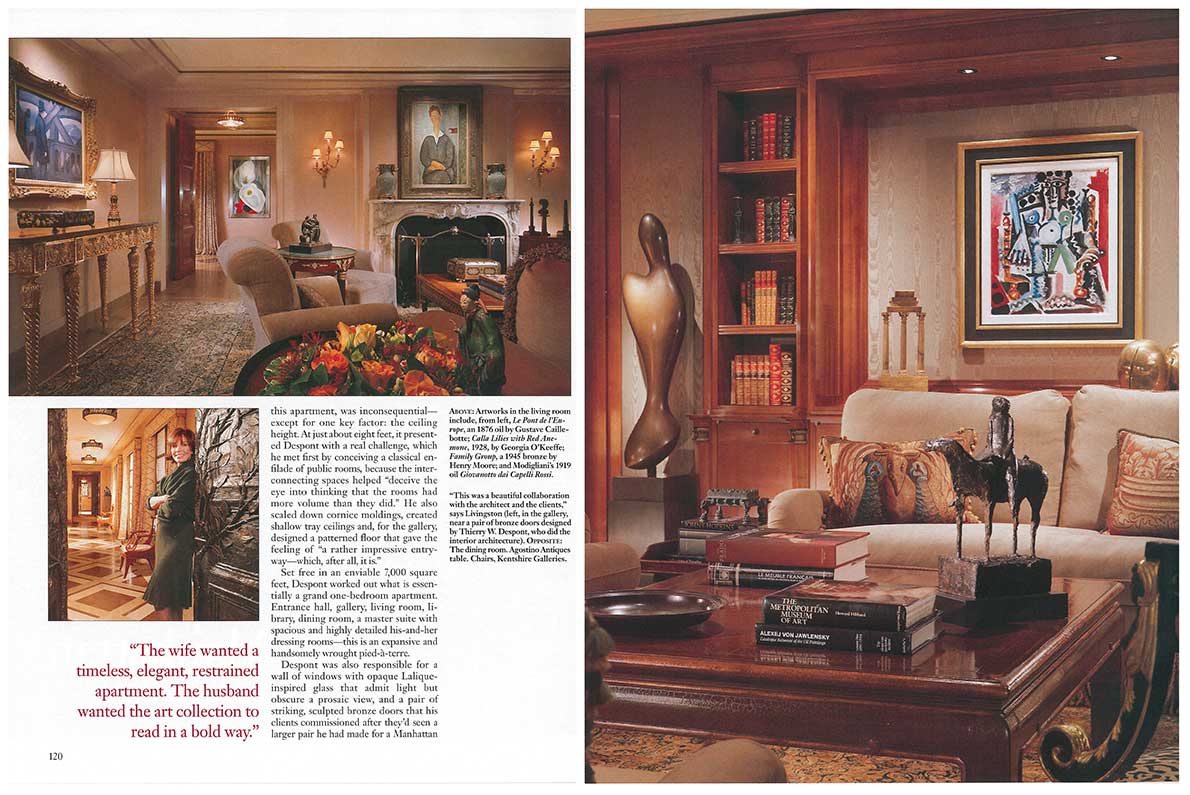 this apartment, was inconsequential—
except for one key factor: the ceiling
height. At just about eight feet, it present-
ed Despont with a real challenge, which
he met first by conceiving a classical en-
filade of public rooms, because the inter-
connecting spaces helped “deceive the
eye into thinking that the rooms had
more volume than they did.” He also
scaled down cornice moldings, created
shallow tray ceilings and, for the gallery,
designed a patterned floor that gave the
feeling of “a rather impressive entry-
way—which, after all, it is.”
Set free in an enviable 7,000 square
feet, Despont worked out what is essen-
tially a grand one-bedroom apartment.
Entrance hall, gallery, living room, li-
brary, dining room, a master suite with
spacious and highly detailed his-and-her
dressing rooms—this is an expansive and
handsomely wrought pied-à-terre.
Despont was also responsible for a
wall of windows with opaque Lalique-
inspired glass that admit light but
obscure a prosaic view, and a pair of
striking, sculpted bronze doors that his
clients commissioned after they’d seen a
larger pair he had made for a Manhattan
ABOVE: Artworks in the living room
include, from left, Le Pont de l’Eu-
rope, an 1876 oil by Gustave Caille-
botte; Calla Lilies with Red Ane-
mone, 1928, by Georgia O’Keeffe;
Family Group, a 1945 bronze by
Henry Moore; and Modigliani’s 1919
oil Giovanotto dai Capelli Rossi.
“This was a beautiful collaboration
with the architect and the clients,”
says Livingston (left, in the gallery,
near a pair of bronze doors designed
by Thierry W. Despont, who did the
interior architecture). OPPOSITE:
The dining room. Agostino Antiques
table. Chairs, Kentshire Galleries.
“The wife wanted a
timeless, elegant, restrained
apartment. The husband
wanted the art collection to
read in a bold way.”
120
JOHNS HOPKINS
LE MEUBLE FRANÇAIS
THE
METROPOLITAN
MUSEUM
OF ART
Howard Hibbard
ALEXEJ VON JAWLENSKY
Catalogue Raisonné of the Oil Paintings